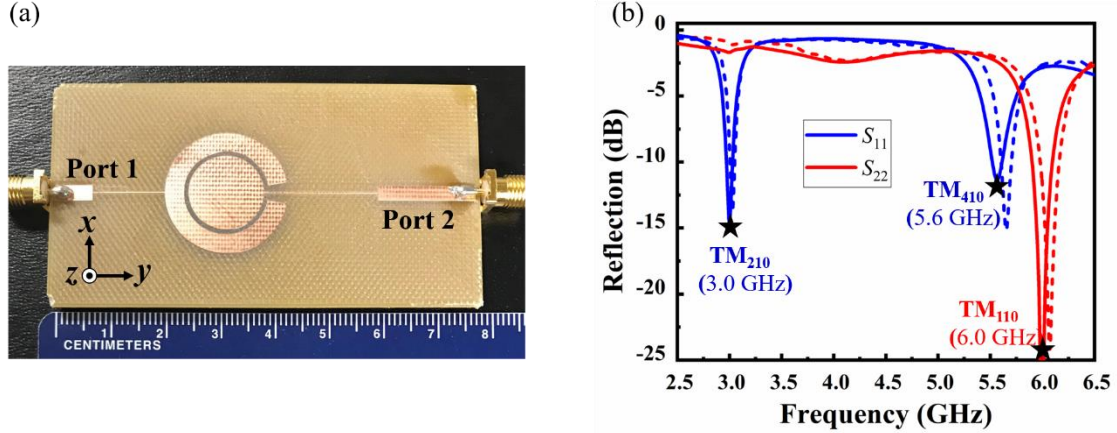 (a)
Port 1
Port 2
x
z
y
0 1 2 3 4 5 6 7 8
CENTIMETERS
(b)
Reflection (dB)
0
-5
-10
-15
-20
-25
S11
S22
TM210
(3.0 GHz)
TM410
(5.6 GHz)
TM110
(6.0 GHz)
2.5 3.0 3.5 4.0 4.5 5.0 5.5 6.0 6.5
Frequency (GHz)